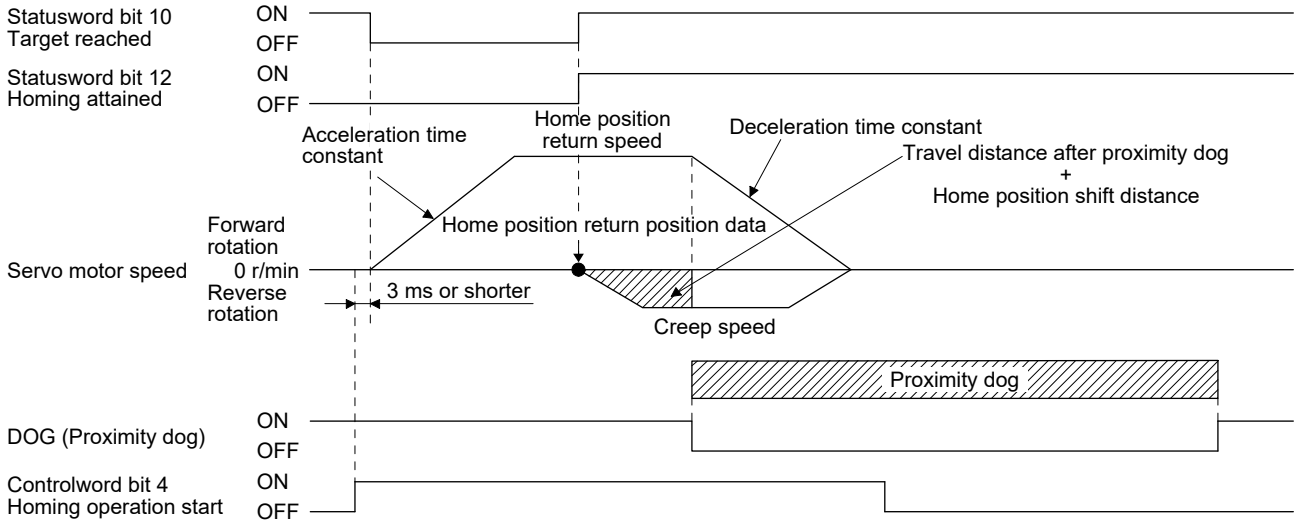 Statusword bit 10
Target reached
ON
OFF
Statusword bit 12
Homing attained
ON
OFF
Acceleration time
constant
Home position
return speed
Deceleration time constant
Travel distance after proximity dog
+
Home position shift distance
Home position return position data
Servo motor speed
Forward
rotation
0 r/min
Reverse
rotation
3 ms or shorter
Creep speed
Proximity dog
DOG (Proximity dog)
ON
OFF
Controlword bit 4
Homing operation start
ON
OFF